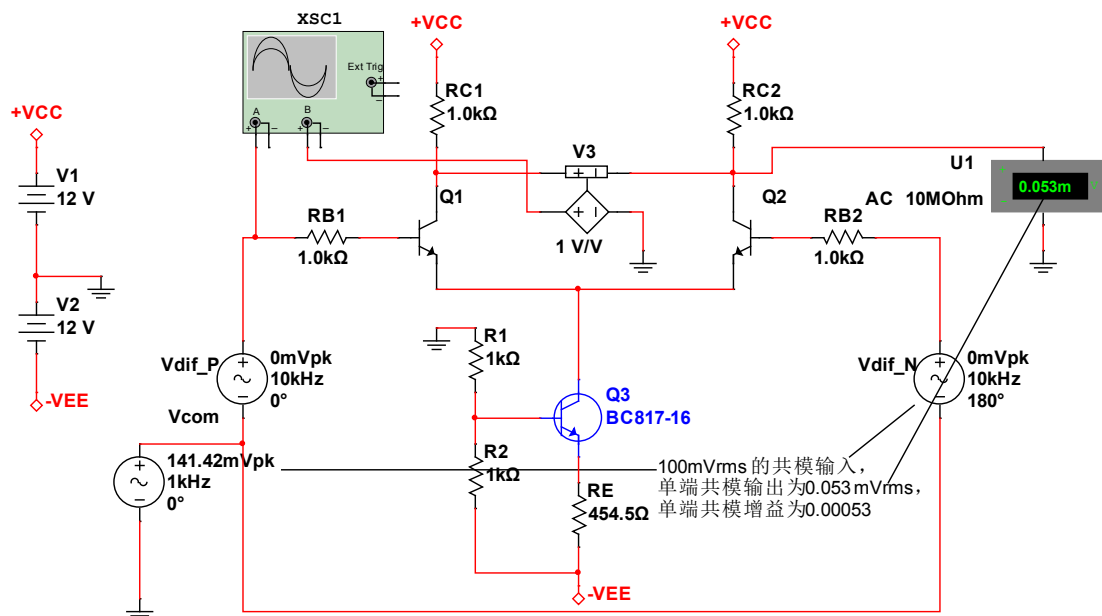 XSC1
Ext Trig
+
−
A
B
+ −
+ −
+VCC
+VCC
+VCC
RC1
1.0kΩ
RC2
1.0kΩ
V1
12 V
V2
12 V
-VEE
V3
+ −
+ −
1 V/V
Q1
Q2
U1
0.053m
AC 10MOhm
RB1
1.0kΩ
RB2
1.0kΩ
R1
1kΩ
R2
1kΩ
Q3
BC817-16
RE
454.5Ω
-VEE
Vdif_P
0mVpk
10kHz
0°
Vcom
141.42mVpk
1kHz
0°
Vdif_N
0mVpk
10kHz
180°
100mVrms的共模输入，
单端共模输出为0.053mVrms，
单端共模增益为0.00053